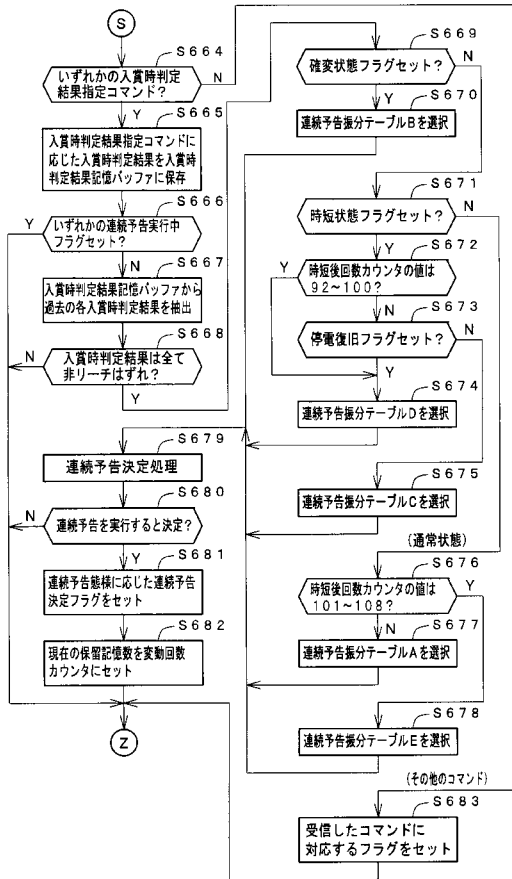 S
S664
いずれかの入賞時判定
結果指定コマンド？
N
Y
S665
入賞時判定結果指定コマンドに
応じた入賞時判定結果を入賞時
判定結果記憶バッファに保存
S666
Y
いずれかの連続予告実行中
フラグセット？
N
S667
入賞時判定結果記憶バッファから
過去の各入賞時判定結果を抽出
S668
N
入賞時判定結果は全て
非リーチはずれ？
Y
S679
連続予告決定処理
S680
N
連続予告を実行すると決定？
Y
S681
連続予告態様に応じた連続予告
決定フラグをセット
S682
現在の保留記憶数を変動回数
カウンタにセット
Z
S669
確変状態フラグセット？
N
Y
S670
連続予告振分テーブルBを選択
S671
時短状態フラグセット？
N
Y
S672
Y
時短後回数カウンタの値は
92～100？
N
S673
停電復旧フラグセット？
N
Y
S674
連続予告振分テーブルDを選択
S675
連続予告振分テーブルCを選択
(通常状態)
S676
時短後回数カウンタの値は
101～108？
Y
N
S677
連続予告振分テーブルAを選択
S678
連続予告振分テーブルEを選択
(その他のコマンド)
S683
受信したコマンドに
対応するフラグをセット